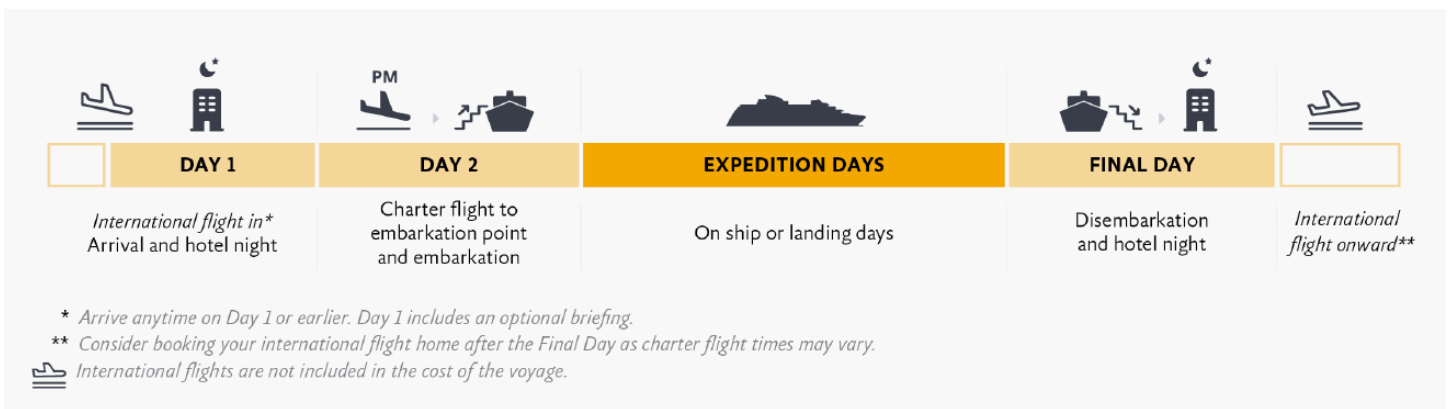 PM
DAY 1
DAY 2
EXPEDITION DAYS
FINAL DAY
International flight in*
Arrival and hotel night
Charter flight to
embarkation point
and embarkation
On ship or landing days
Disembarkation
and hotel night
International
flight onward**
* Arrive anytime on Day 1 or earlier. Day 1 includes an optional briefing.
** Consider booking your international flight home after the Final Day as charter flight times may vary.
International flights are not included in the cost of the voyage.